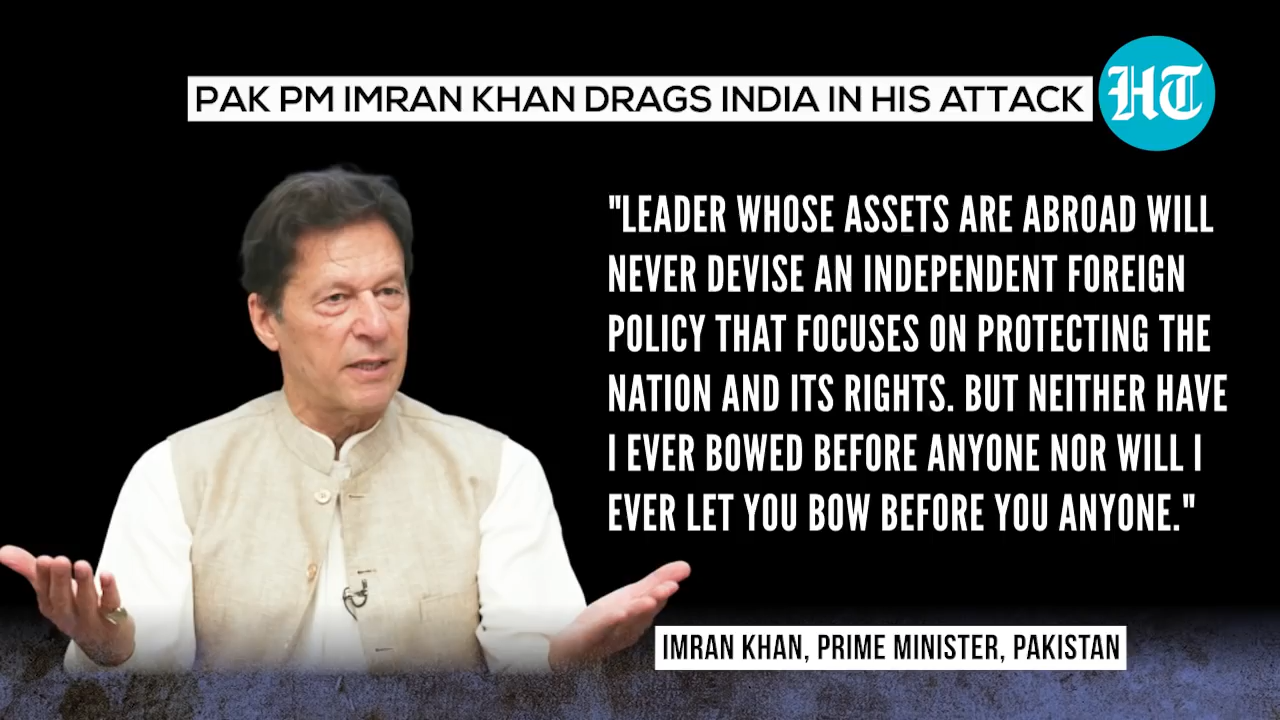 PAK PM IMRAN KHAN DRAGS INDIA IN HIS ATTACK
HT
"LEADER WHOSE ASSETS ARE ABROAD WILL
NEVER DEVISE AN INDEPENDENT FOREIGN
POLICY THAT FOCUSES ON PROTECTING THE
NATION AND ITS RIGHTS. BUT NEITHER HAVE
I EVER BOWED BEFORE ANYONE NOR WILL I
EVER LET YOU BOW BEFORE YOU ANYONE."
IMRAN KHAN, PRIME MINISTER, PAKISTAN